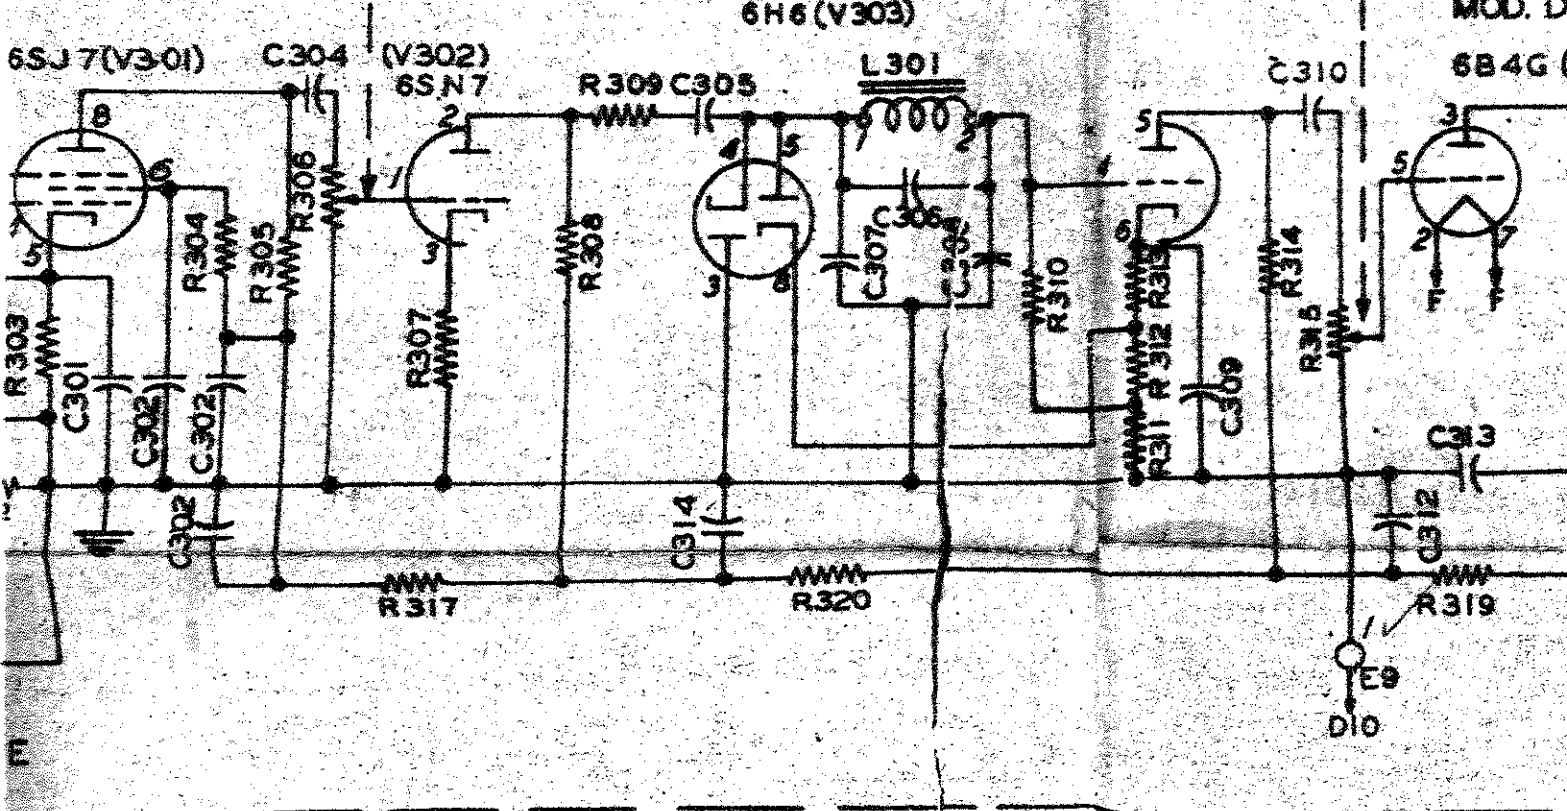 6H6 (V303)
MOD. D
6SJ7(V301)
C304
(V302)
6SN7
R309
C305
L301
C310
6B4G (
8
2
4
5
1
2
5
3
6
1
4
5
5
3
3
8
6
2
7
R306
R304
R305
R308
C306
C307
R310
R313
R314
F
F
R303
C301
C302
C302
R307
R312
R311
C309
R315
C313
C302
C314
C312
R317
R320
R319
1
E9
D10
E